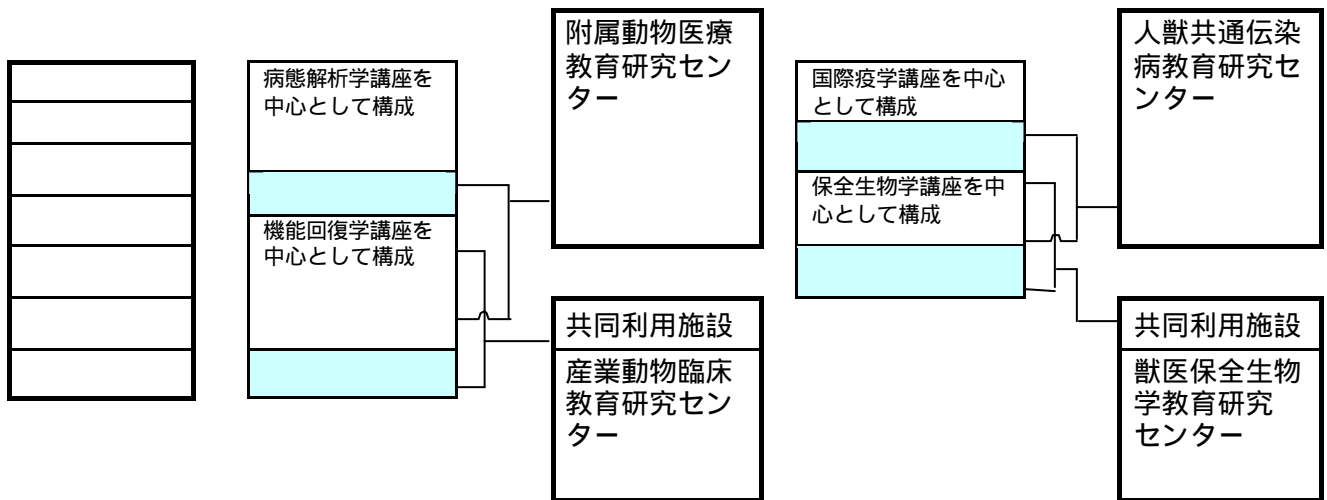 病態解析学講座を
中心として構成
機能回復学講座を
中心として構成
附属動物医療
教育研究セン
ター
共同利用施設
産業動物臨床
教育研究セン
ター
国際疫学講座を中心
として構成
保全生物学講座を中
心として構成
人獣共通伝染
病教育研究セ
ンター
共同利用施設
獣医保全生物
学教育研究
センター